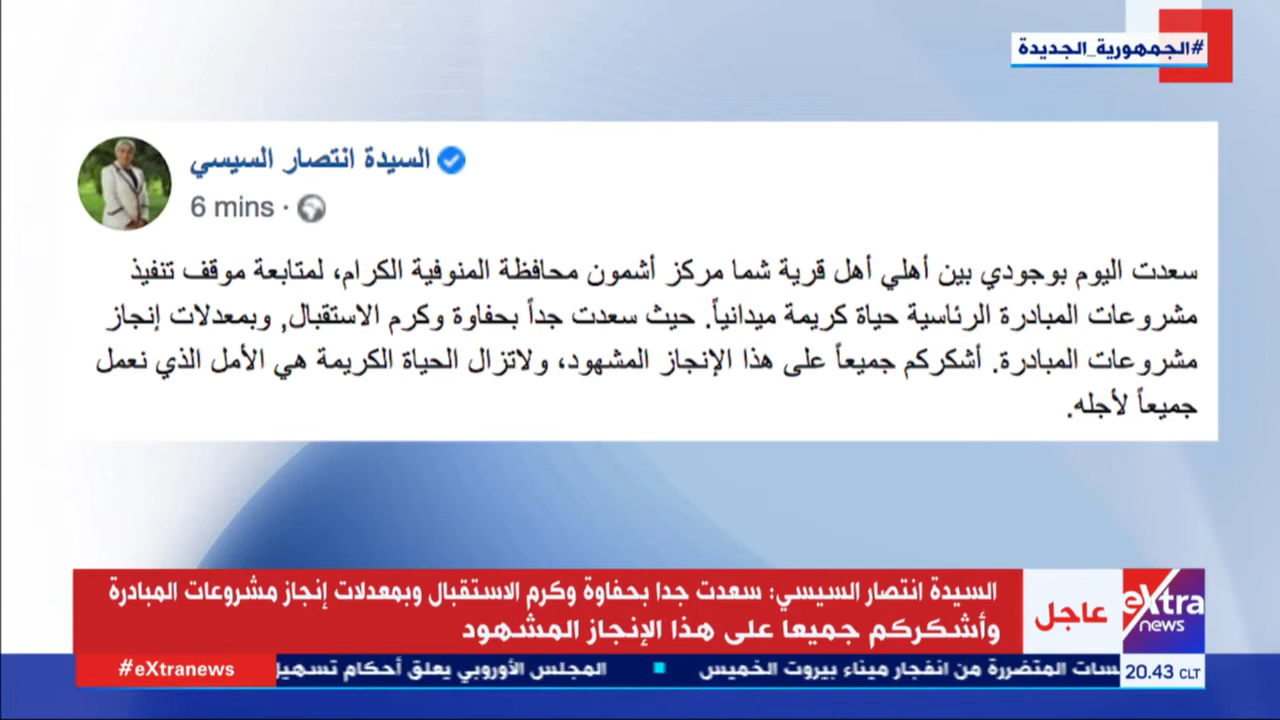 #الجمهورية_الجديدة
السيدة انتصار السيسي
6 mins ·
سعدت اليوم بوجودي بين أهلي أهل قرية شما مركز أشمون محافظة المنوفية الكرام، لمتابعة موقف تنفيذ
مشروعات المبادرة الرئاسية حياة كريمة ميدانياً. حيث سعدت جداً بحفاوة وكرم الاستقبال, وبمعدلات إنجاز
مشروعات المبادرة. أشكركم جميعاً على هذا الإنجاز المشهود، ولاتزال الحياة الكريمة هي الأمل الذي نعمل
جميعاً لأجله.
السيدة انتصار السيسي: سعدت جدا بحفاوة وكرم الاستقبال وبمعدلات إنجاز مشروعات المبادرة
وأشكركم جميعا على هذا الإنجاز المشهود
عاجل
eXtra
news
المتضررة من انفجار ميناء بيروت الخميس ▪ المجلس الأوروبي يعلق أحكام
#eXtranews
20.43 CLT